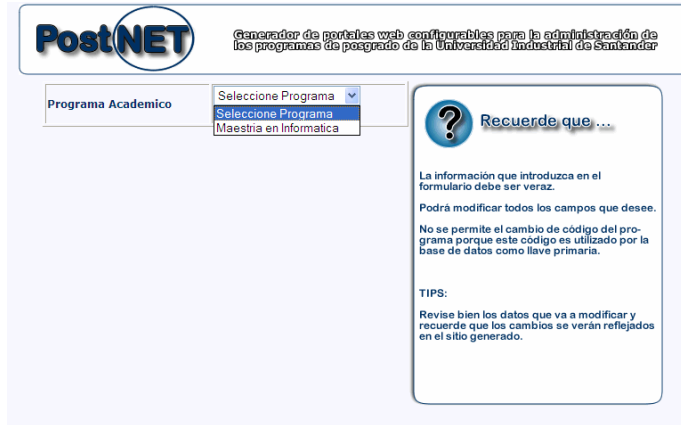 PostNET
Generador de portales web configurables para la administración de
los programas de posgrado de la Universidad Industrial de Santander
Programa Academico
Seleccione Programa
Seleccione Programa
Maestria en Informatica
Recuerde que ...
La información que introduzca en el
formulario debe ser veraz.
Podrá modificar todos los campos que desee.
No se permite el cambio de código del pro-
grama porque este código es utilizado por la
base de datos como llave primaria.
TIPS:
Revise bien los datos que va a modificar y
recuerde que los cambios se verán reflejados
en el sitio generado.